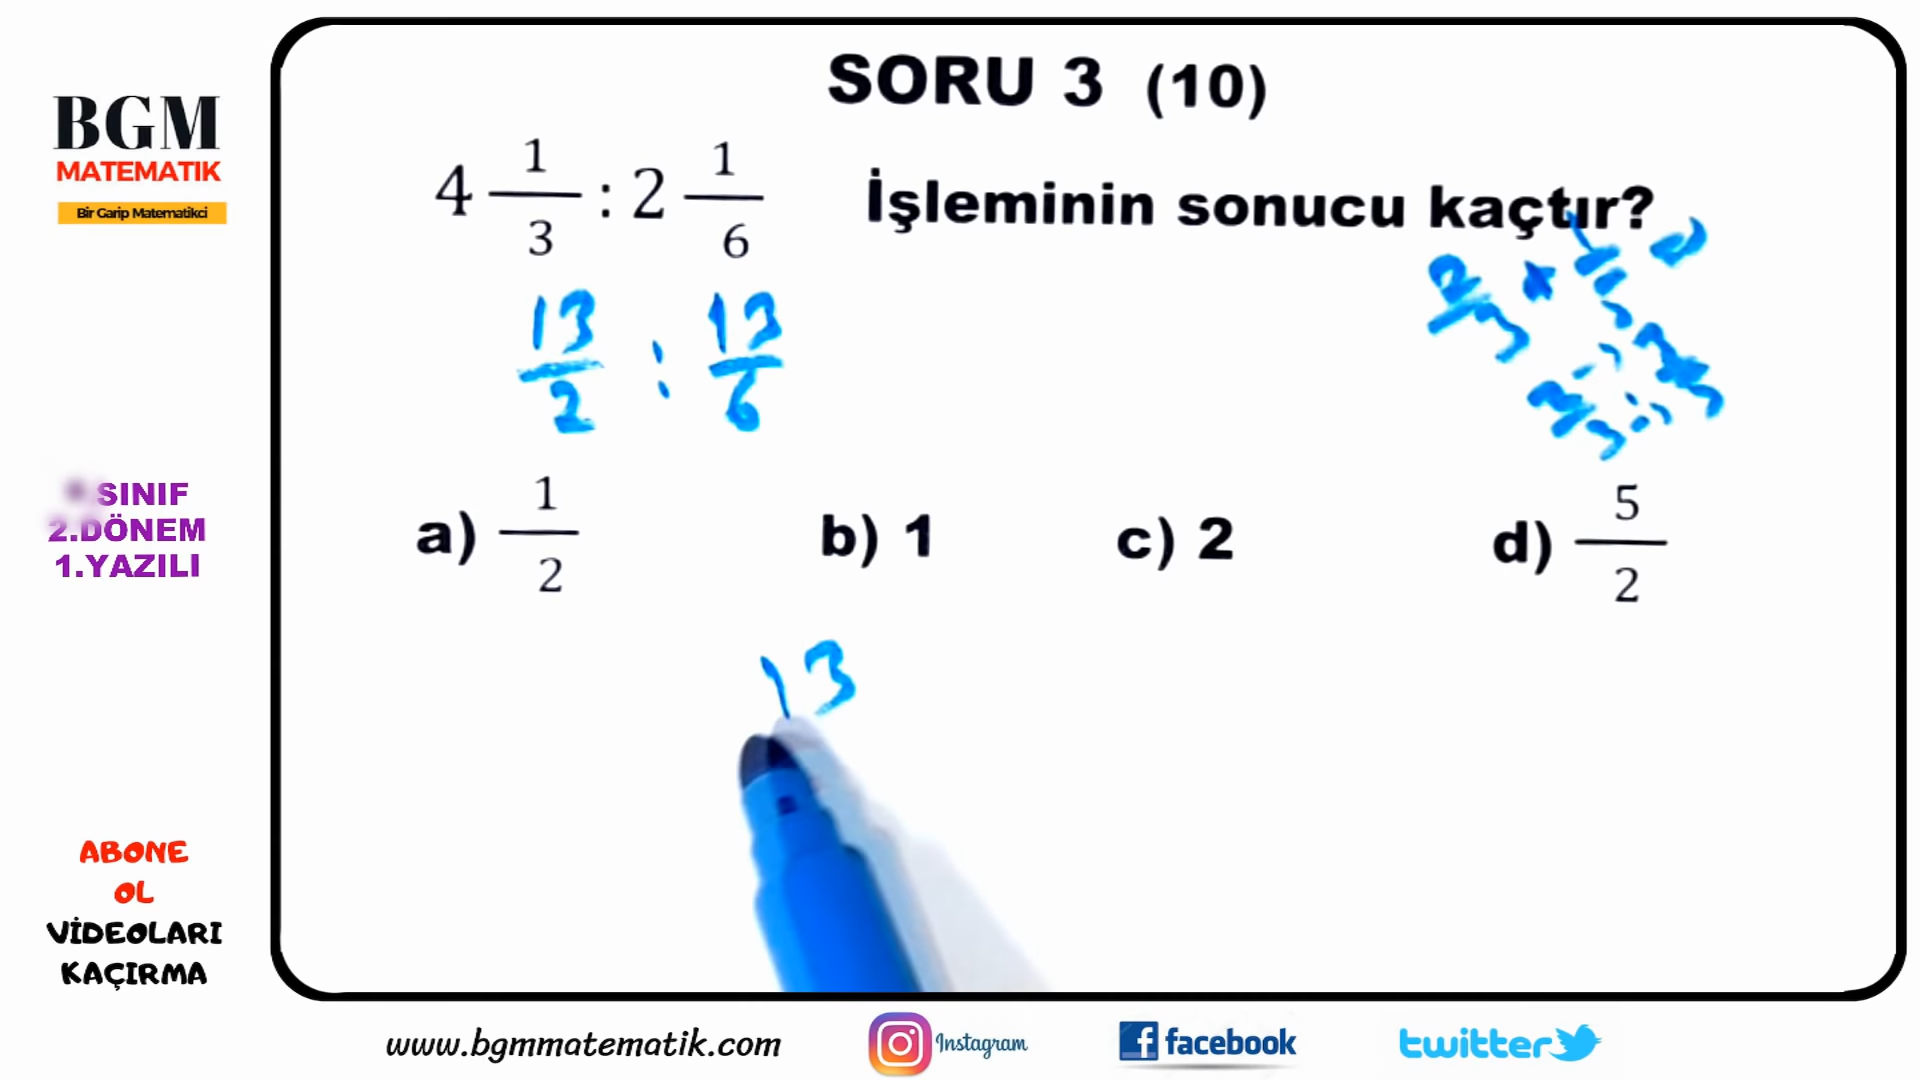 BGM
MATEMATIK
Bir Garip Matematikci
SORU 3 (10)
4 1/3 : 2 1/6 İşleminin sonucu kaçtır?
13/2 : 13/6
a) 1/2 b) 1 c) 2 d) 5/2
13
SINIF
2.DÖNEM
1.YAZILI
ABONE
OL
VİDEOLARI
KAÇIRMA
www.bgmmatematik.com Instagram facebook twitter